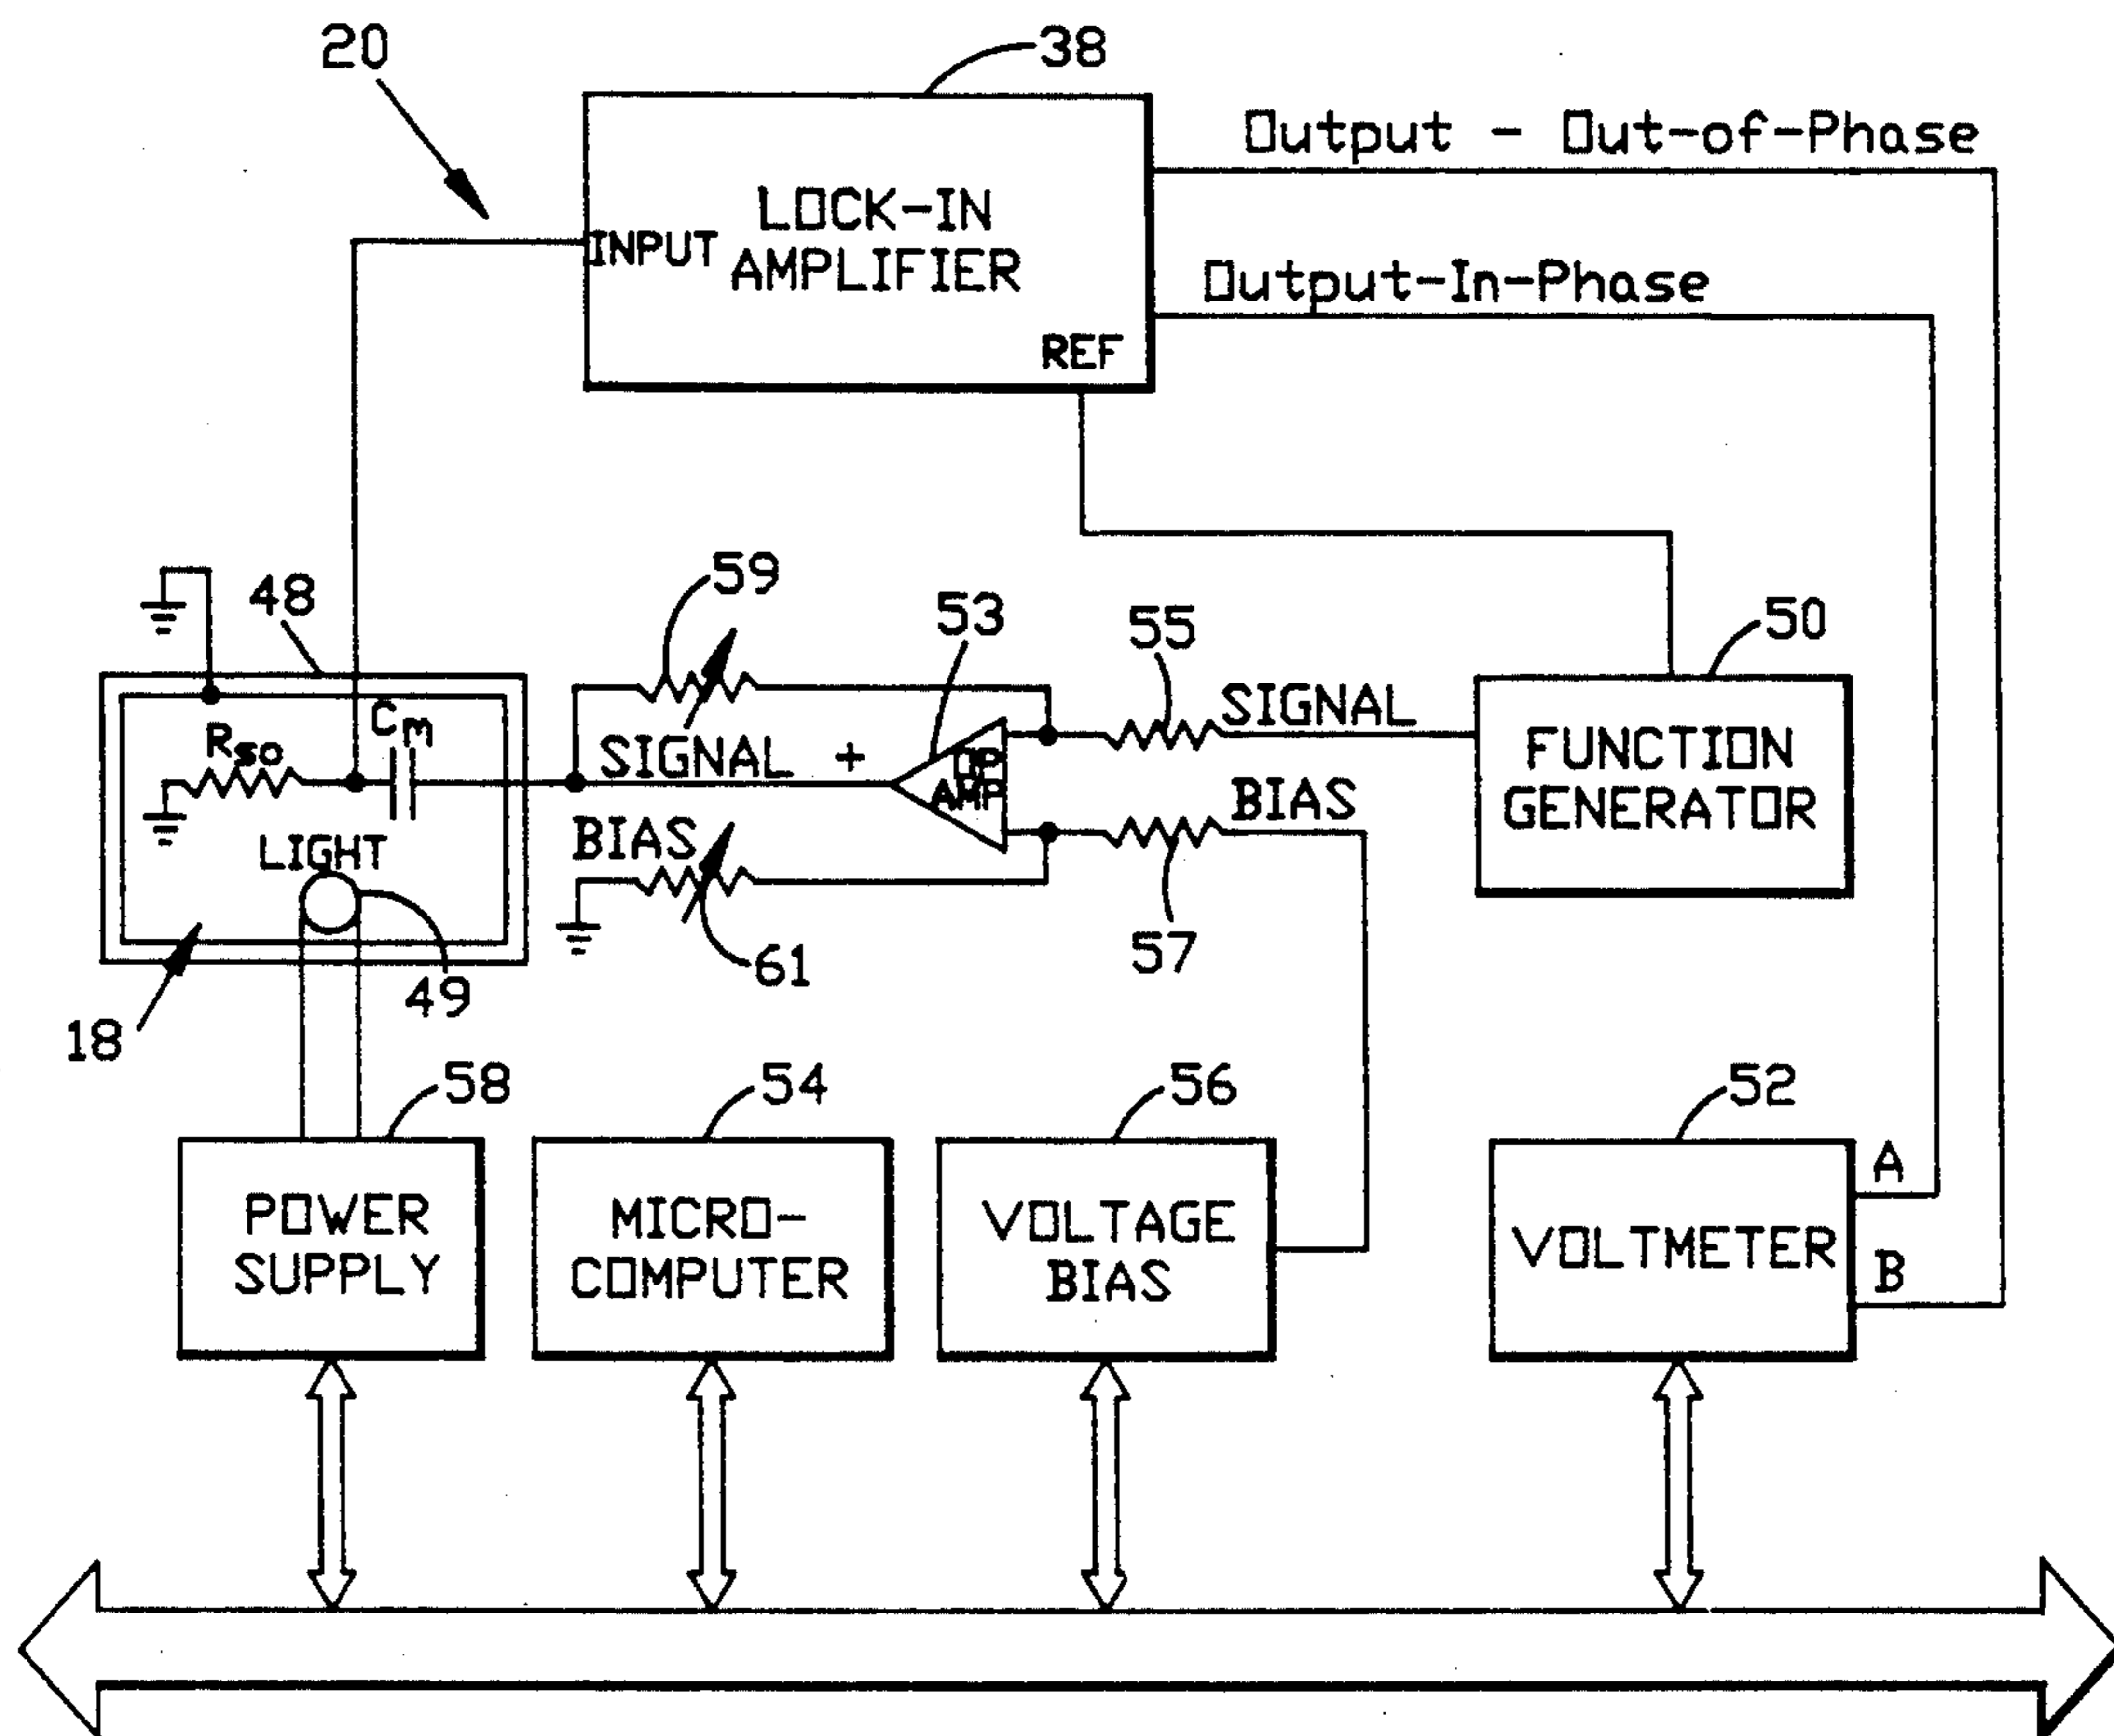 20
38
Output - Out-of-Phase
LOCK-IN
AMPLIFIER
INPUT
Output-In-Phase
REF
59
48
53
55
50
Cm
Rso
SIGNAL +
OP
AMP
SIGNAL
FUNCTION
GENERATOR
BIAS
BIAS
LIGHT
61
57
49
18
58
54
56
52
A
POWER
SUPPLY
MICRO-
COMPUTER
VOLTAGE
BIAS
VOLTMETER
B